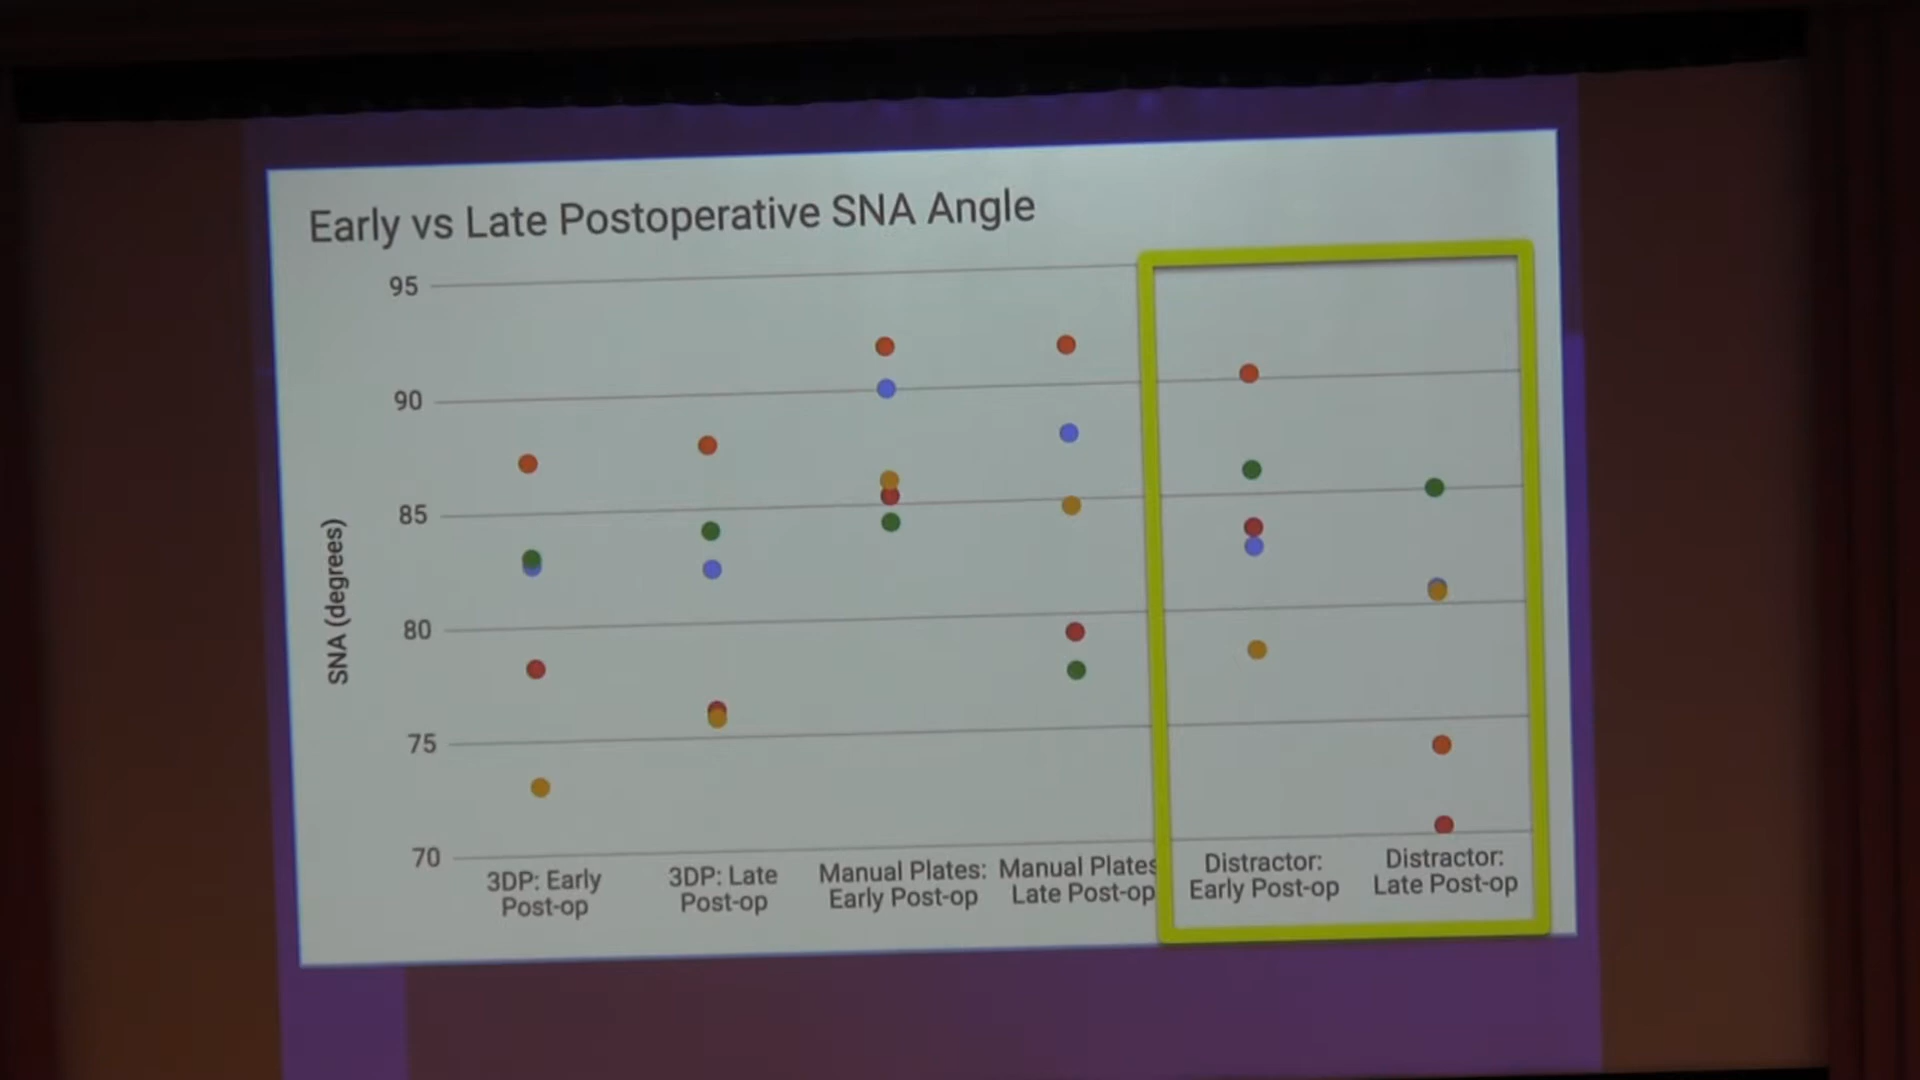 Early vs Late Postoperative SNA Angle
95
90
85
80
75
70
SNA (degrees)
3DP: Early
Post-op
3DP: Late
Post-op
Manual Plates:
Early Post-op
Manual Plates
Late Post-op
Distractor:
Early Post-op
Distractor:
Late Post-op